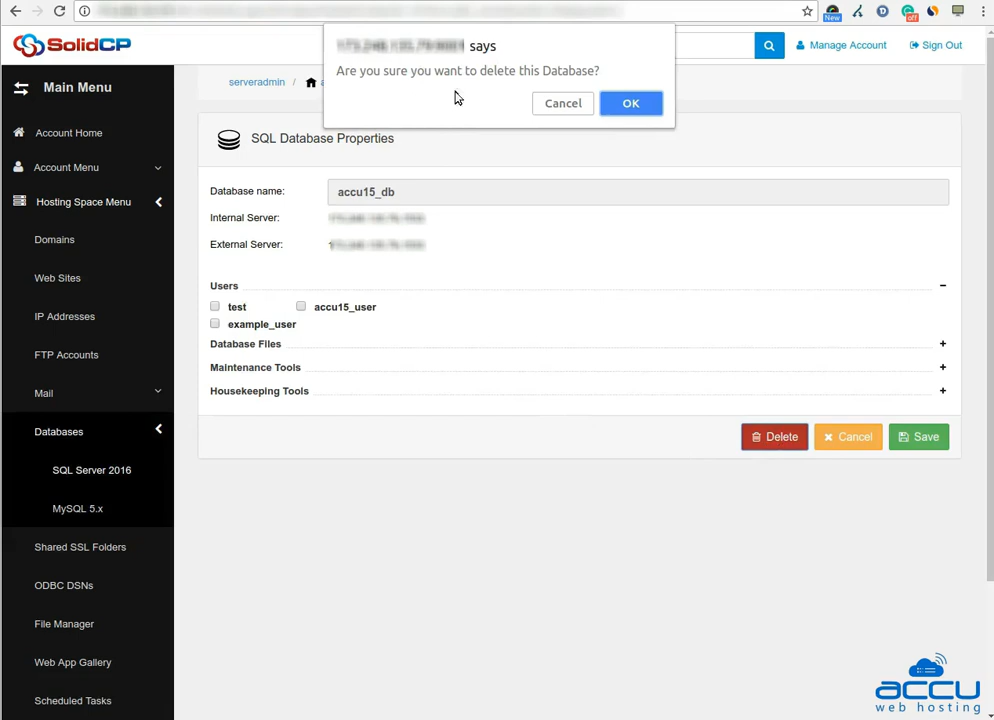 New
off
SolidCP
says
Are you sure you want to delete this Database?
Cancel
OK
Manage Account
Sign Out
Main Menu
serveradmin /
Account Home
Account Menu
Hosting Space Menu
Domains
Web Sites
IP Addresses
FTP Accounts
Mail
Databases
SQL Server 2016
MySQL 5.x
Shared SSL Folders
ODBC DSNs
File Manager
Web App Gallery
Scheduled Tasks
SQL Database Properties
Database name:
accu15_db
Internal Server:
External Server:
Users
test
accu15_user
example_user
Database Files
Maintenance Tools
Housekeeping Tools
Delete
Cancel
Save
accu
web hosting